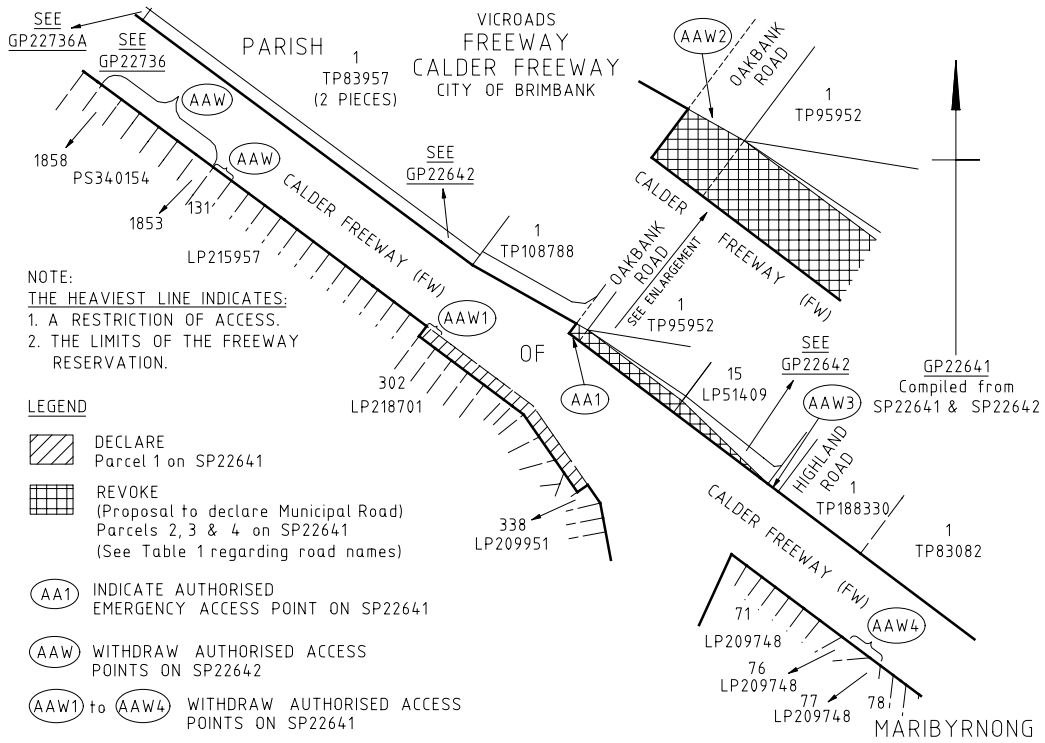 SEE
GP22736A
SEE
GP22736
PARISH
1
TP83957
(2 PIECES)
VICROADS
FREEWAY
CALDER FREEWAY
CITY OF BRIMBANK
AAW2
OAKBANK
ROAD
1
TP95952
AAW
AAW
1858
PS340154
1853
131
LP215957
CALDER FREEWAY (FW)
SEE
GP22642
1
TP108788
OAKBANK
ROAD
SEE ENLARGEMENT
CALDER FREEWAY (FW)
1
TP95952
NOTE:
THE HEAVIEST LINE INDICATES:
1. A RESTRICTION OF ACCESS.
2. THE LIMITS OF THE FREEWAY
RESERVATION.
AAW1
OF
302
LP218701
AA1
15
LP51409
SEE
GP22642
AAW3
HIGHLAND
ROAD
GP22641
Compiled from
SP22641 & SP22642
LEGEND
DECLARE
Parcel 1 on SP22641
REVOKE
(Proposal to declare Municipal Road)
Parcels 2, 3 & 4 on SP22641
(See Table 1 regarding road names)
338
LP209951
CALDER FREEWAY (FW)
1
TP188330
1
TP83082
AA1 INDICATE AUTHORISED
EMERGENCY ACCESS POINT ON SP22641
AAW WITHDRAW AUTHORISED ACCESS
POINTS ON SP22642
AAW1 to AAW4 WITHDRAW AUTHORISED ACCESS
POINTS ON SP22641
71
LP209748
76
LP209748
77
LP209748
78
AAW4
MARIBYRNONG